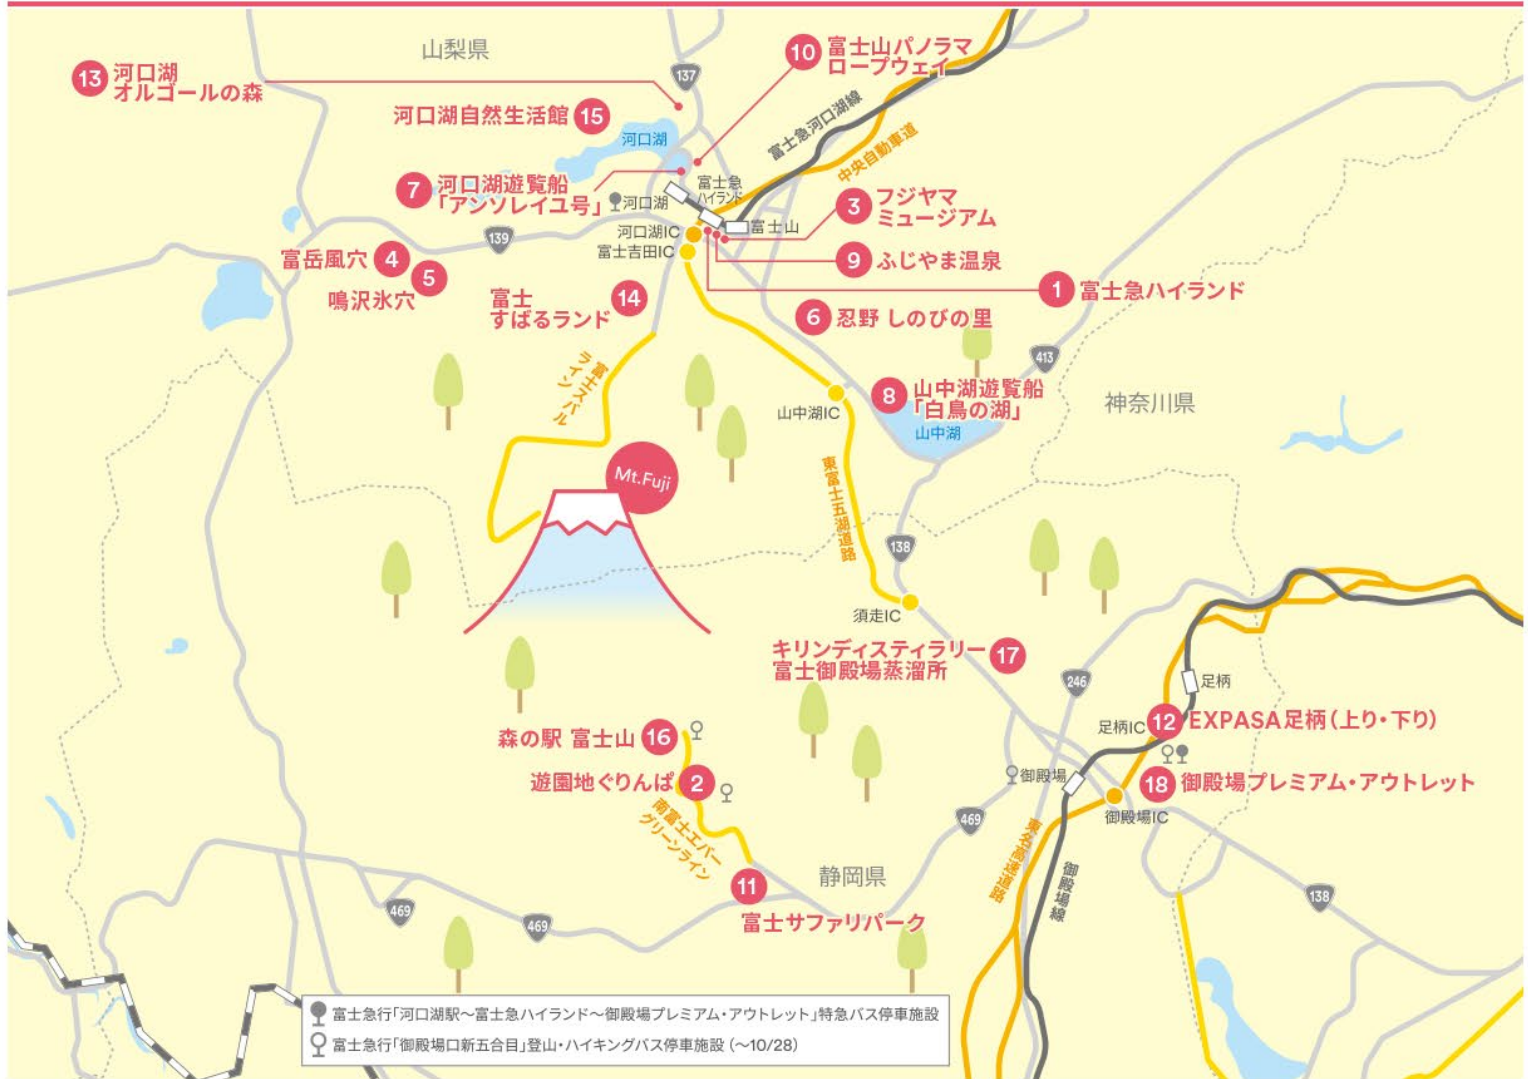 山梨県
137
10
富士山パノラマ
ロープウェイ
13
河口湖
オルゴールの森
富士急河口湖線
河口湖自然生活館
15
河口湖
中央自動車道
7
河口湖遊覧船
「アンソレイユ号」
河口湖
富士急
ハイランド
富士山
3
フジヤマ
ミュージアム
139
河口湖IC
富士吉田IC
富岳風穴
4
5
鳴沢氷穴
9
ふじやま温泉
1
富士急ハイランド
富士
すばるランド
14
6
忍野 しのびの里
413
富士スバル
ライン
8
山中湖遊覧船
「白鳥の湖」
山中湖
山中湖IC
神奈川県
Mt.Fuji
東富士五湖道路
138
須走IC
キリンディスティラリー
富士御殿場蒸溜所
17
246
足柄
足柄IC
12
EXPASA足柄（上り・下り）
森の駅 富士山
16
遊園地ぐりんぱ
2
御殿場
18
御殿場プレミアム・アウトレット
御殿場IC
南富士エバー
グリーンライン
469
東名高速道路
御殿場線
静岡県
11
富士サファリパーク
138
469
469
富士急行「河口湖駅～富士急ハイランド～御殿場プレミアム・アウトレット」特急バス停車施設
富士急行「御殿場口新五合目」登山・ハイキングバス停車施設（～10/28）